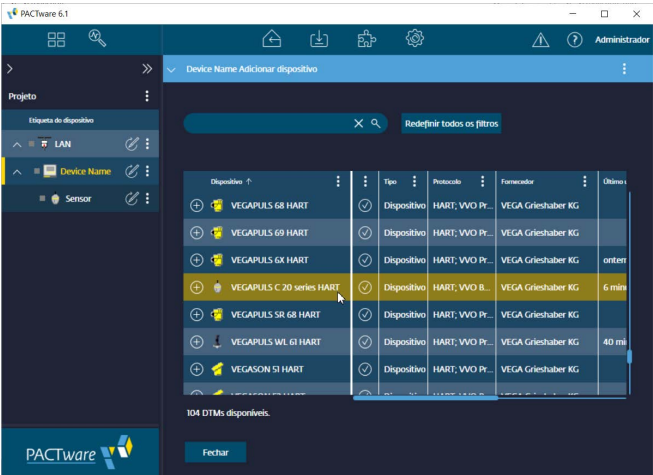 PACTware 6.1
Administrador
Device Name Adicionar dispositivo
Projeto
Etiqueta do dispositivo
LAN
Device Name
Sensor
Redefinir todos os filtros
Dispositivo Tipo Protocolo Fornecedor Último u
VEGAPULS 68 HART Dispositivo HART; VVO Pr... VEGA Grieshaber KG
VEGAPULS 69 HART Dispositivo HART; VVO Pr... VEGA Grieshaber KG
VEGAPULS 6X HART Dispositivo HART; VVO Pr... VEGA Grieshaber KG ontem
VEGAPULS C 20 series HART Dispositivo HART; VVO B... VEGA Grieshaber KG 6 minu
VEGAPULS SR 68 HART Dispositivo HART; VVO Pr... VEGA Grieshaber KG
VEGAPULS WL 61 HART Dispositivo HART; VVO Pr... VEGA Grieshaber KG 40 mi
VEGASON 51 HART Dispositivo HART; VVO Pr... VEGA Grieshaber KG
104 DTMs disponíveis.
Fechar
PACTware